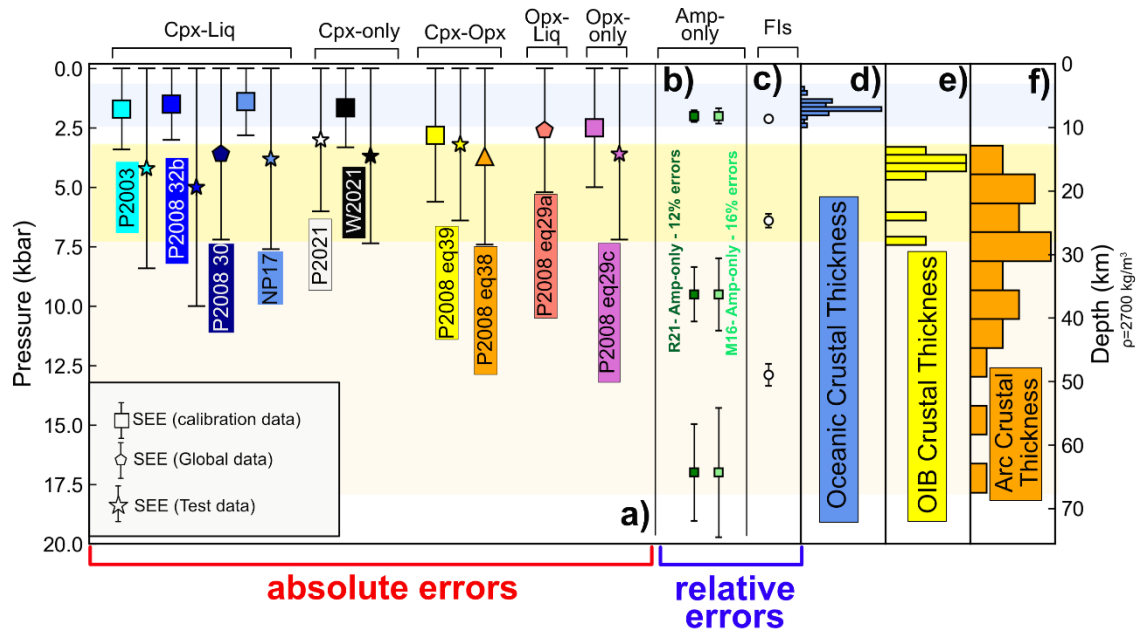 Cpx-Liq
Cpx-only
Cpx-Opx
Opx-
Liq
Opx-
only
Amp-
only
FIs
0.0
2.5
5.0
7.5
10.0
12.5
15.0
17.5
20.0
Pressure (kbar)
P2003
P2008 32b
P2008 30
NP17
P2021
W2021
P2008 eq39
P2008 eq38
P2008 eq29a
P2008 eq29c
SEE (calibration data)
SEE (Global data)
SEE (Test data)
a)
b)
R21- Amp-only - 12% errors
M16- Amp-only - 16% errors
c)
d)
Oceanic Crustal Thickness
e)
OIB Crustal Thickness
f)
Arc Crustal
Thickness
0
10
20
30
40
50
60
70
Depth (km)
ρ=2700 kg/m³
absolute errors
relative
errors